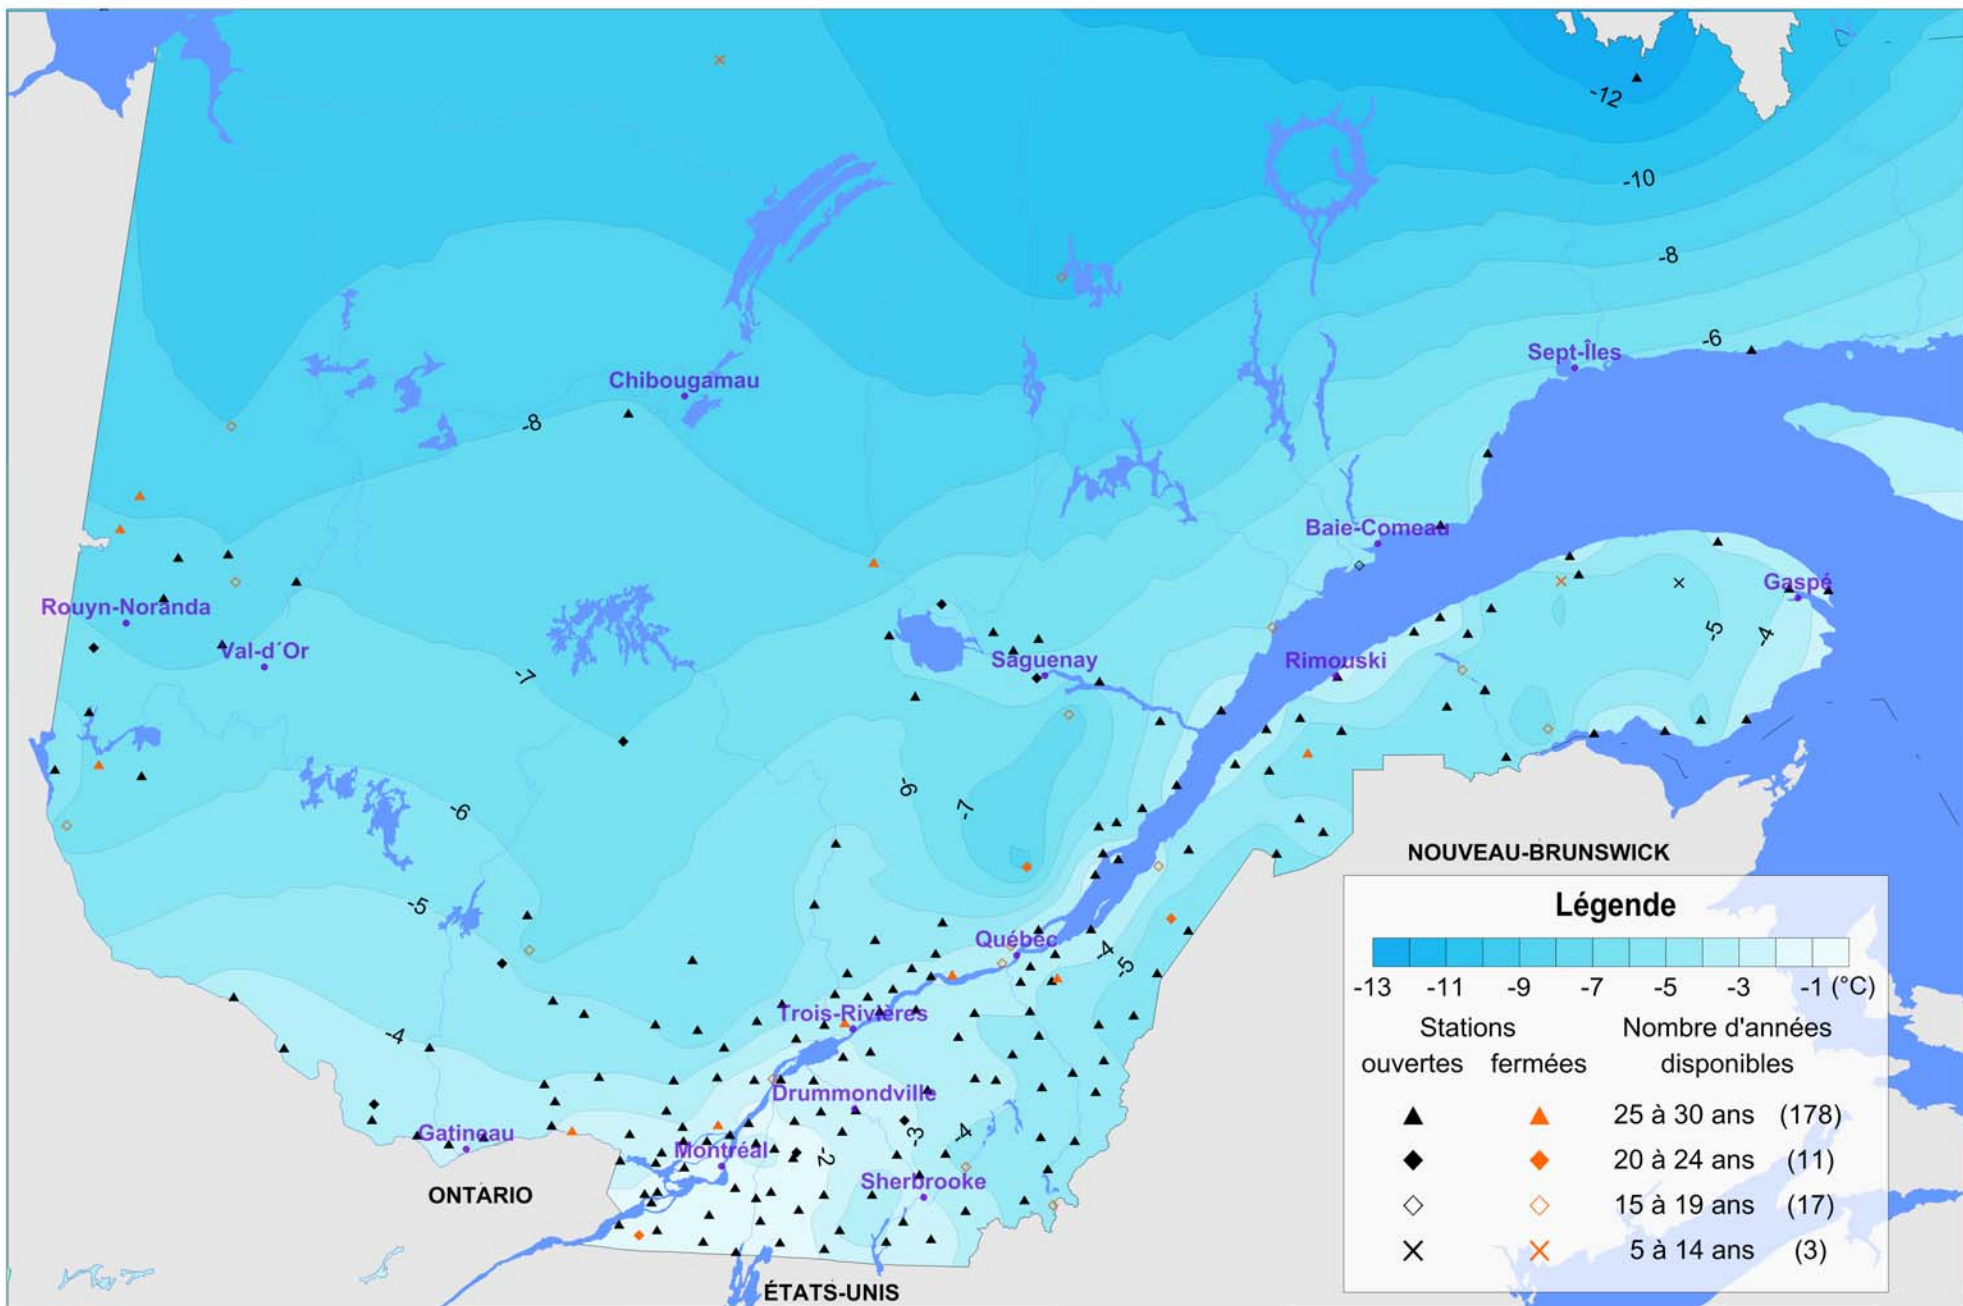 -12
-10
-8
-6
Sept-Îles
Chibougamau
-8
Baie-Comeau
Gaspé
Rouyn-Noranda
-5
-4
Val-d´Or
Saguenay
Rimouski
-7
-6
-7
-6
NOUVEAU-BRUNSWICK
-5
Québec
-4
-5
Trois-Rivières
-4
Drummondville
Gatineau
Montréal
-2
-3
-4
Sherbrooke
ONTARIO
ÉTATS-UNIS
Légende
-13 -11 -9 -7 -5 -3 -1 (°C)
Stations Nombre d'années
ouvertes fermées disponibles
25 à 30 ans (178)
20 à 24 ans (11)
15 à 19 ans (17)
5 à 14 ans (3)